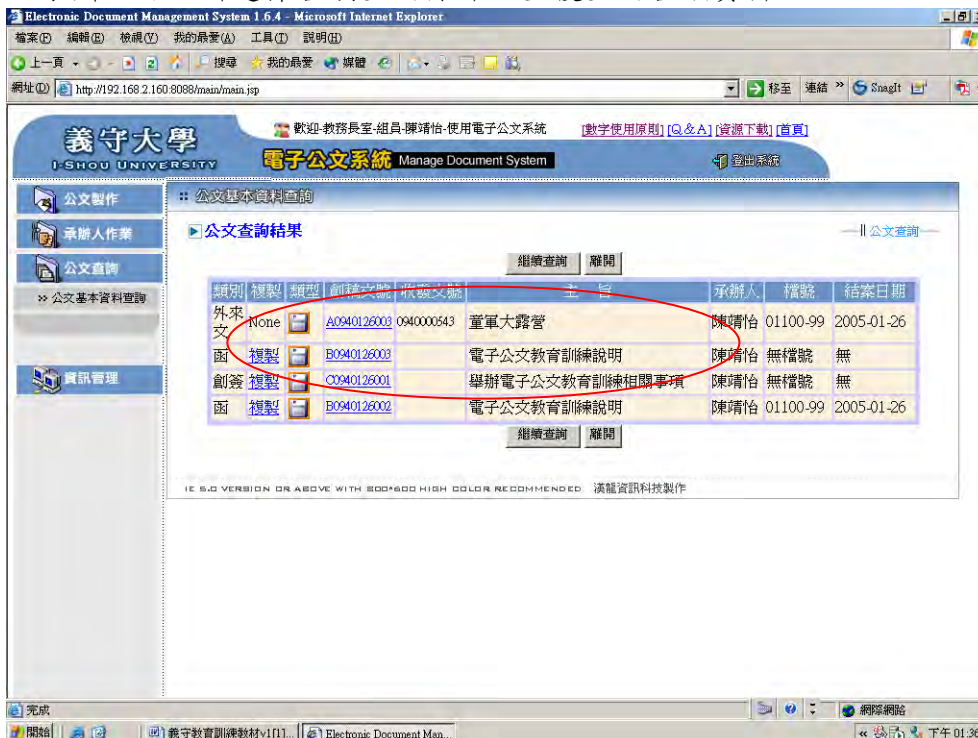 Electronic Document Management System 1.6.4 - Microsoft Internet Explorer
檔案(F) 編輯(E) 檢視(V) 我的最愛(A) 工具(T) 說明(H)
上一頁 搜尋 我的最愛 媒體
網址(D) http://192.168.2.160:8088/main/main.jsp 移至 連結 » SnagIt
義守大學
I-SHOU UNIVERSITY
歡迎-教務長室-組員-陳靖怡-使用電子公文系統 [數字使用原則] [Q & A] [資源下載] [首頁]
電子公文系統 Manage Document System 登出系統
公文製作
承辦人作業
公文查詢
» 公文基本資料查詢
資訊管理
:: 公文基本資料查詢
公文查詢結果 公文查詢
繼續查詢 離開
類別 複製 類型 創稿文號 收發文號 主 旨 承辦人 檔號 結案日期
外來文 None A0940126003 0940000543 童軍大露營 陳靖怡 01100-99 2005-01-26
函 複製 B0940126003 電子公文教育訓練說明 陳靖怡 無檔號 無
創簽 複製 C0940126001 舉辦電子公文教育訓練相關事項 陳靖怡 無檔號 無
函 複製 B0940126002 電子公文教育訓練說明 陳靖怡 01100-99 2005-01-26
繼續查詢 離開
IE 5.0 VERSION OR ABOVE WITH 800*600 HIGH COLOR RECOMMENDED 漢龍資訊科技製作
完成 網際網路
開始 義守教育訓練教材v1[1]... Electronic Document Man...